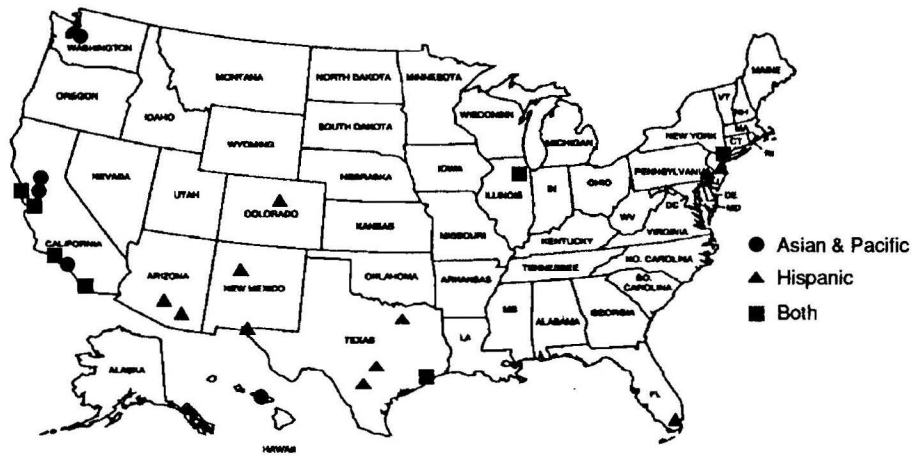 WASHINGTON
MONTANA
NORTH DAKOTA
MINNESOTA
MAINE
OREGON
IDAHO
WYOMING
SOUTH DAKOTA
WISCONSIN
MICHIGAN
NEW YORK
VT
NH
MA
CT
RI
NEVADA
UTAH
COLORADO
NEBRASKA
IOWA
ILLINOIS
IN
OHIO
PENNSYLVANIA
DE
MD
DC
WV
VIRGINIA
CALIFORNIA
KANSAS
MISSOURI
KENTUCKY
ARIZONA
NEW MEXICO
OKLAHOMA
ARKANSAS
TENNESSEE
NO. CAROLINA
SO.
CAROLINA
TEXAS
LA
MS
ALABAMA
GEORGIA
FL
ALASKA
HAWAII
Asian & Pacific
Hispanic
Both